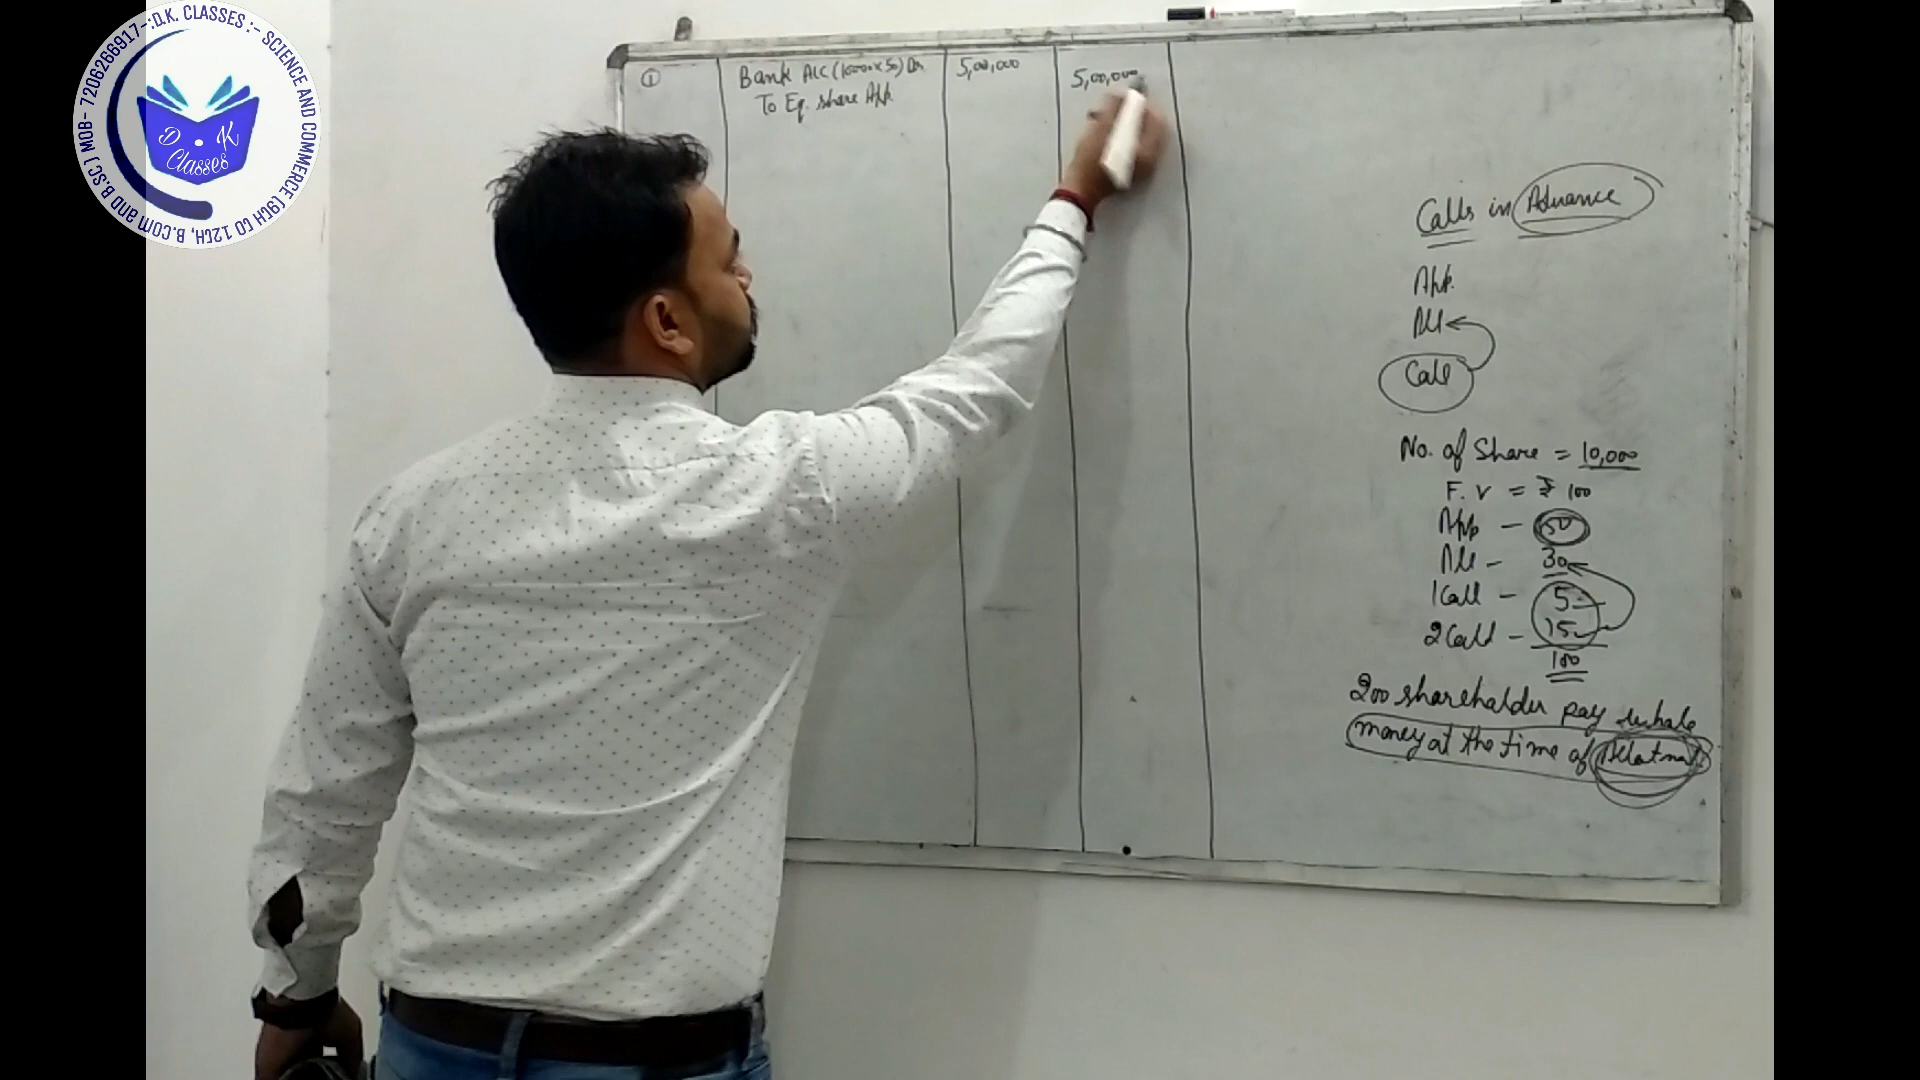 :D.K. CLASSES :- SCIENCE AND COMMERCE (9th to 12th, B.com and B.SC) MOB- 7206266917-
D . K
Classes
① Bank A/C (10000x50) Dr. 5,00,000
To Eq. share App. 5,00,000
Calls in Advance
App.
All
Call
No. of Share = 10,000
F.V = ₹ 100
App - 50
All - 30
1 Call - 5
2 Call - 15
100
200 shareholder pay whole
money at the time of Allotment